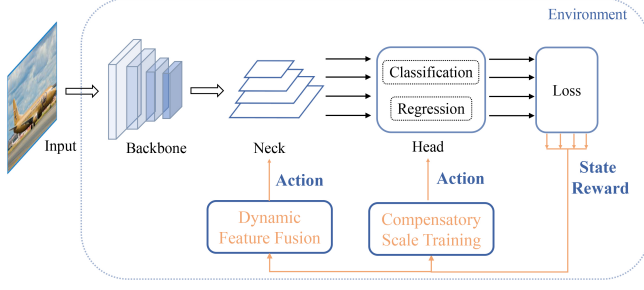 Environment
Classification
Regression
Loss
Input
Backbone
Neck
Head
Action
Action
State
Reward
Dynamic
Feature Fusion
Compensatory
Scale Training